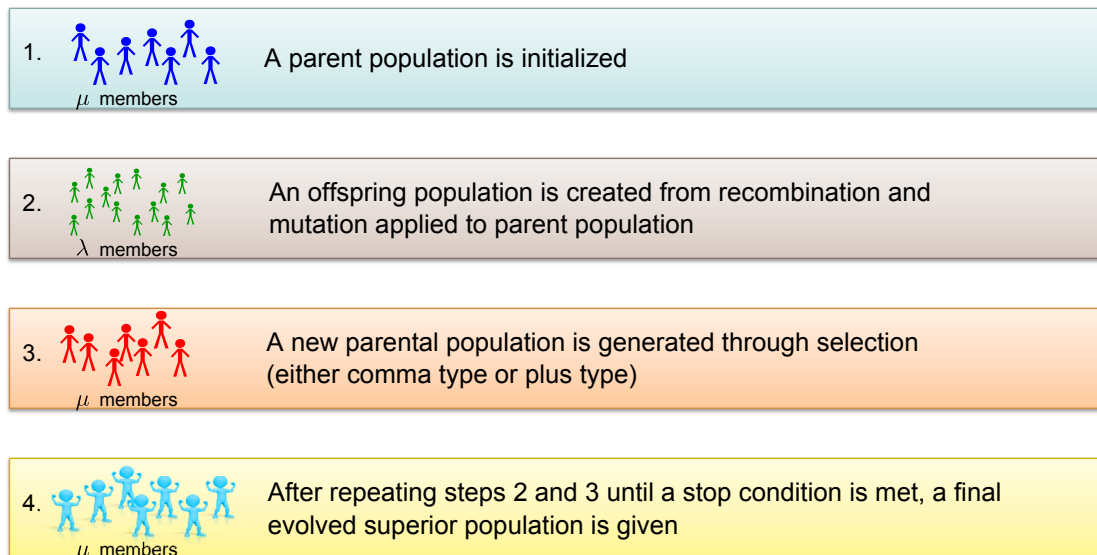 1.
A parent population is initialized
μ members
2.
An offspring population is created from recombination and
mutation applied to parent population
λ members
3.
A new parental population is generated through selection
(either comma type or plus type)
μ members
4.
After repeating steps 2 and 3 until a stop condition is met, a final
evolved superior population is given
μ members